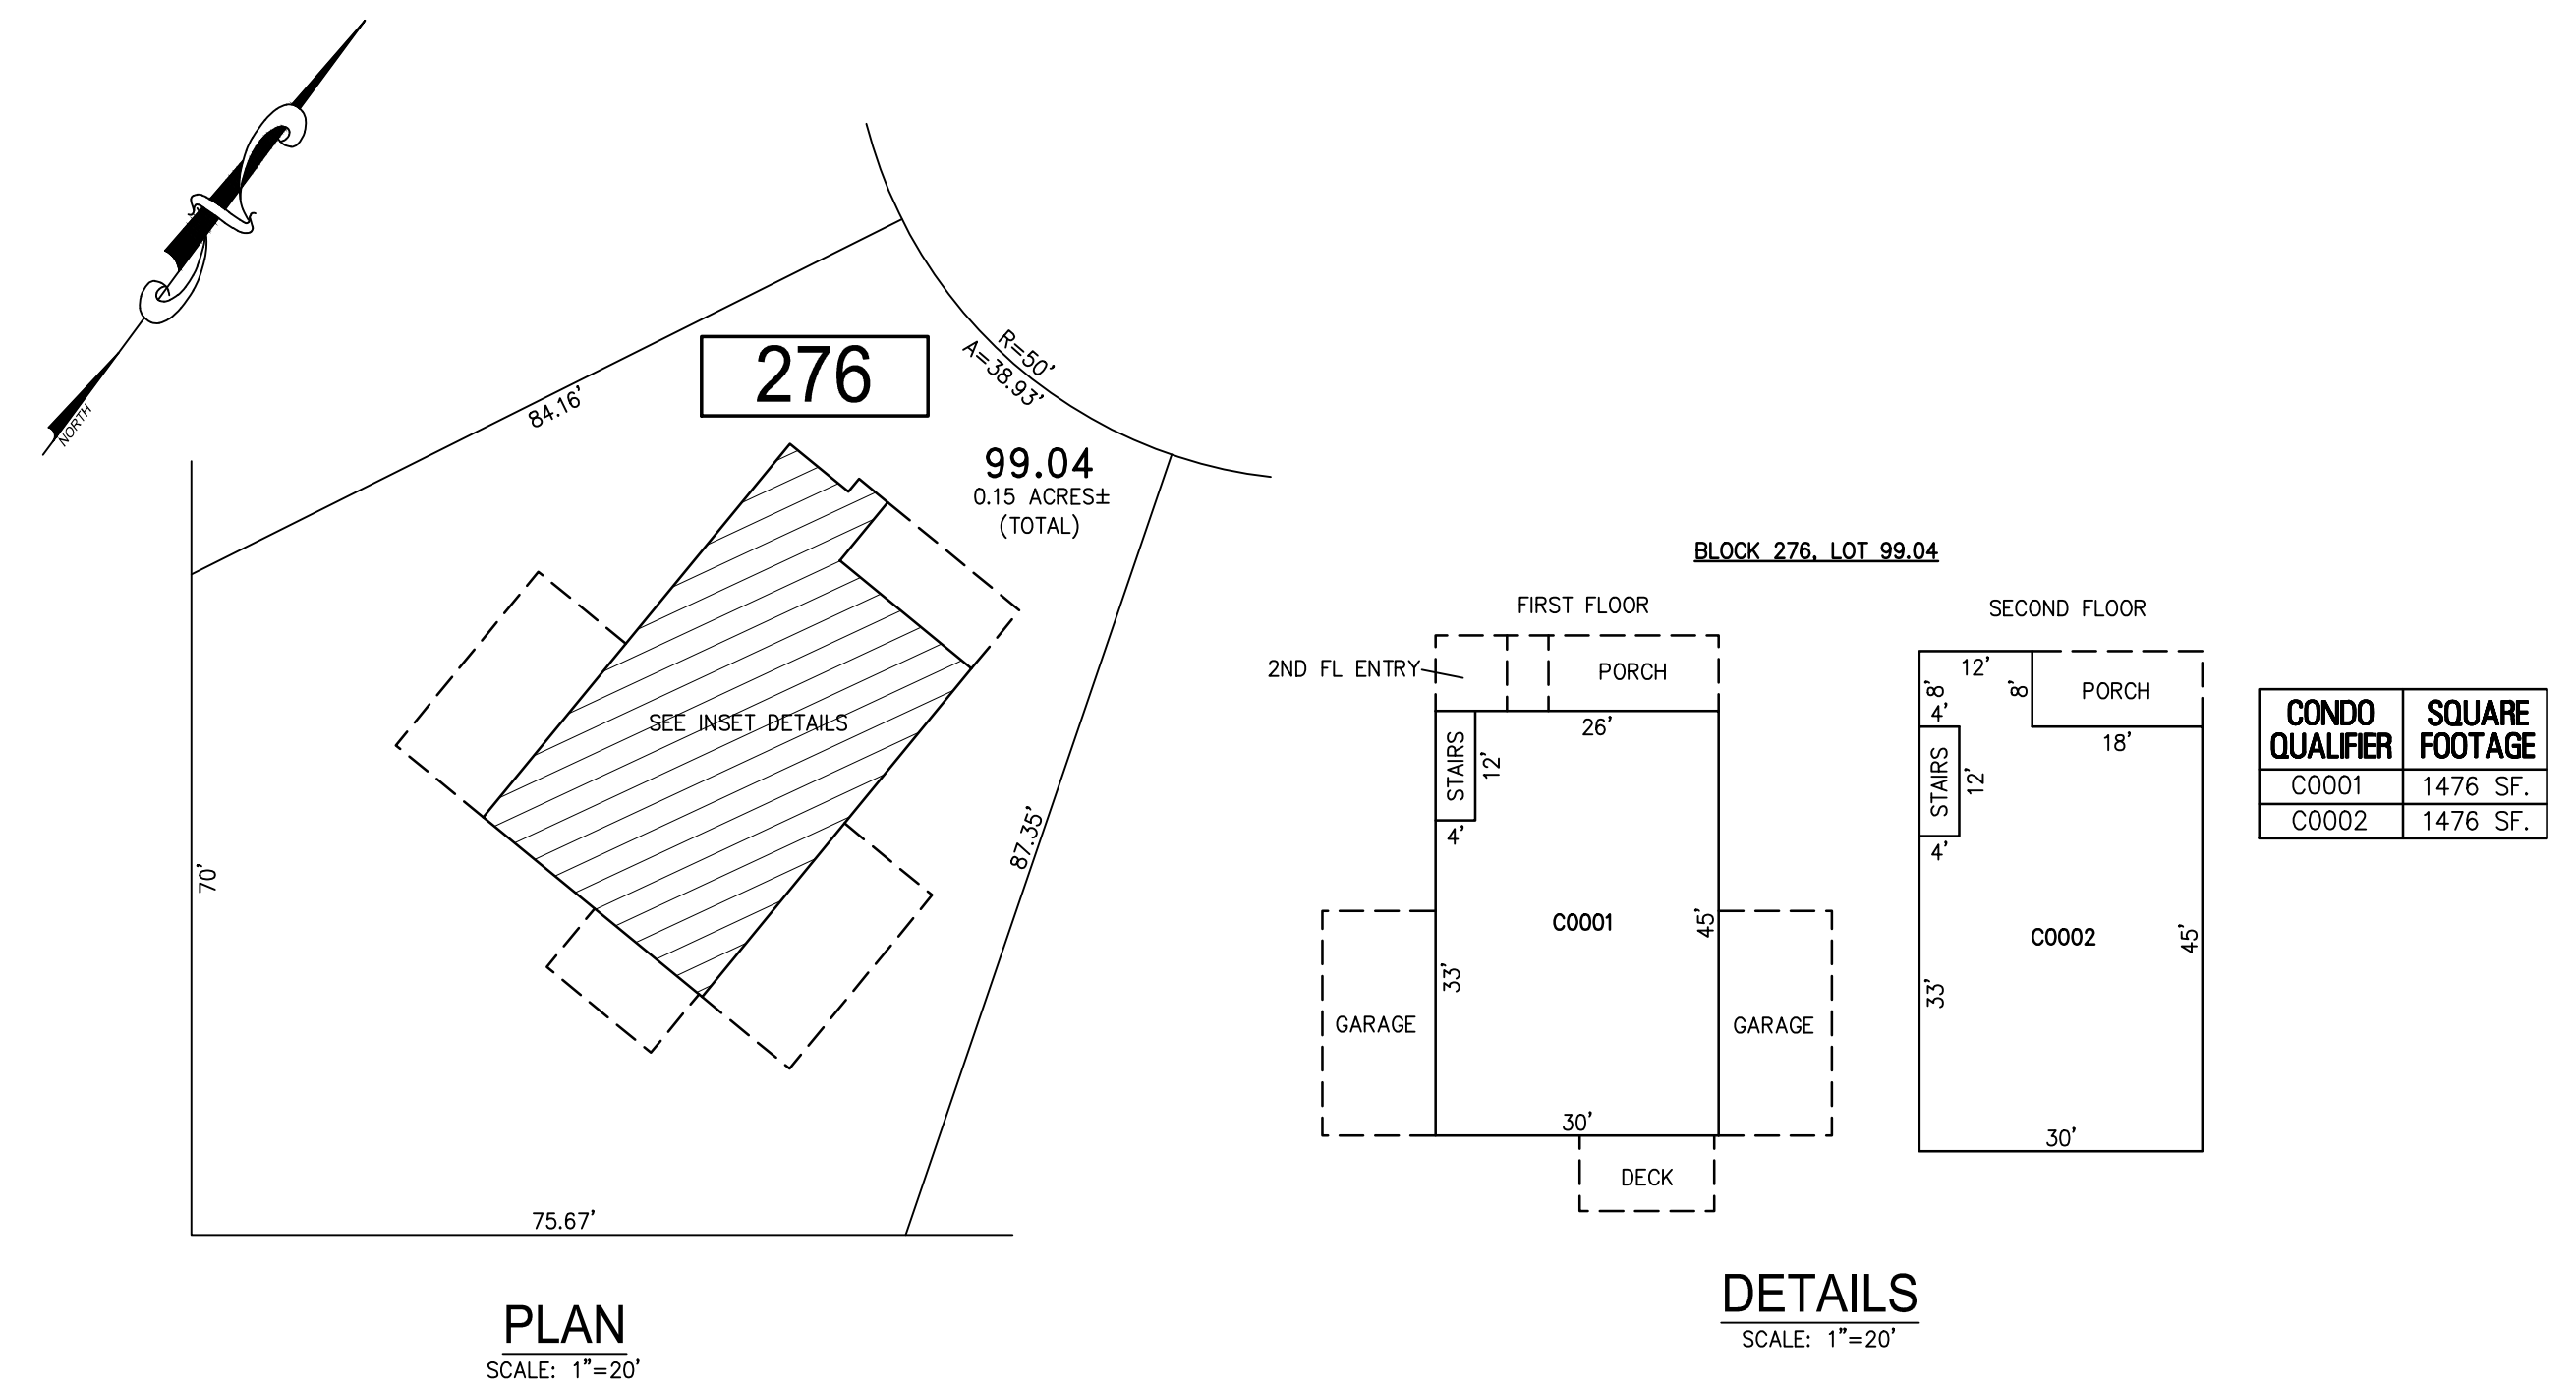 NORTH
84.16’
276
R=50’
A=38.93’
99.04
0.15 ACRES±
(TOTAL)
SEE INSET DETAILS
87.35’
70’
75.67’
PLAN
SCALE: 1”=20’
BLOCK 276, LOT 99.04
FIRST FLOOR
2ND FL ENTRY
PORCH
26’
STAIRS
12’
4’
C0001
45’
33’
GARAGE
GARAGE
30’
DECK
SECOND FLOOR
12’
8’
8’
PORCH
4’
18’
STAIRS
12’
4’
C0002
45’
33’
30’
DETAILS
SCALE: 1”=20’
CONDO QUALIFIER
SQUARE FOOTAGE
C0001 1476 SF.
C0002 1476 SF.